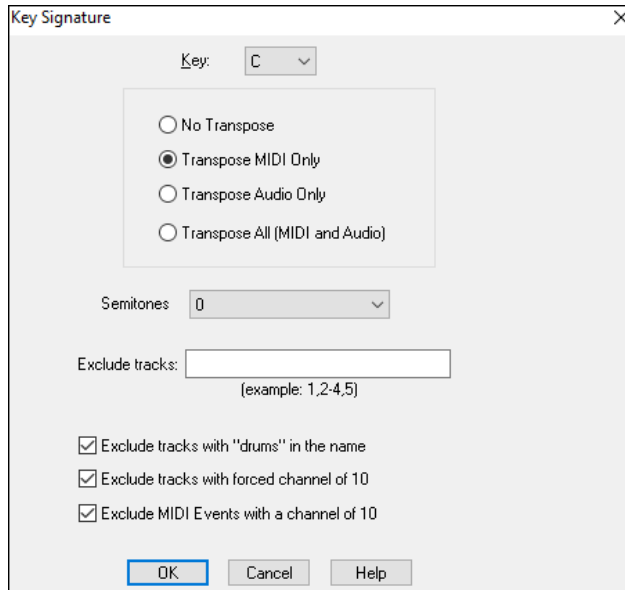 Key Signature
Key: C
No Transpose
Transpose MIDI Only
Transpose Audio Only
Transpose All (MIDI and Audio)
Semitones 0
Exclude tracks:
(example: 1,2-4,5)
Exclude tracks with "drums" in the name
Exclude tracks with forced channel of 10
Exclude MIDI Events with a channel of 10
OK Cancel Help